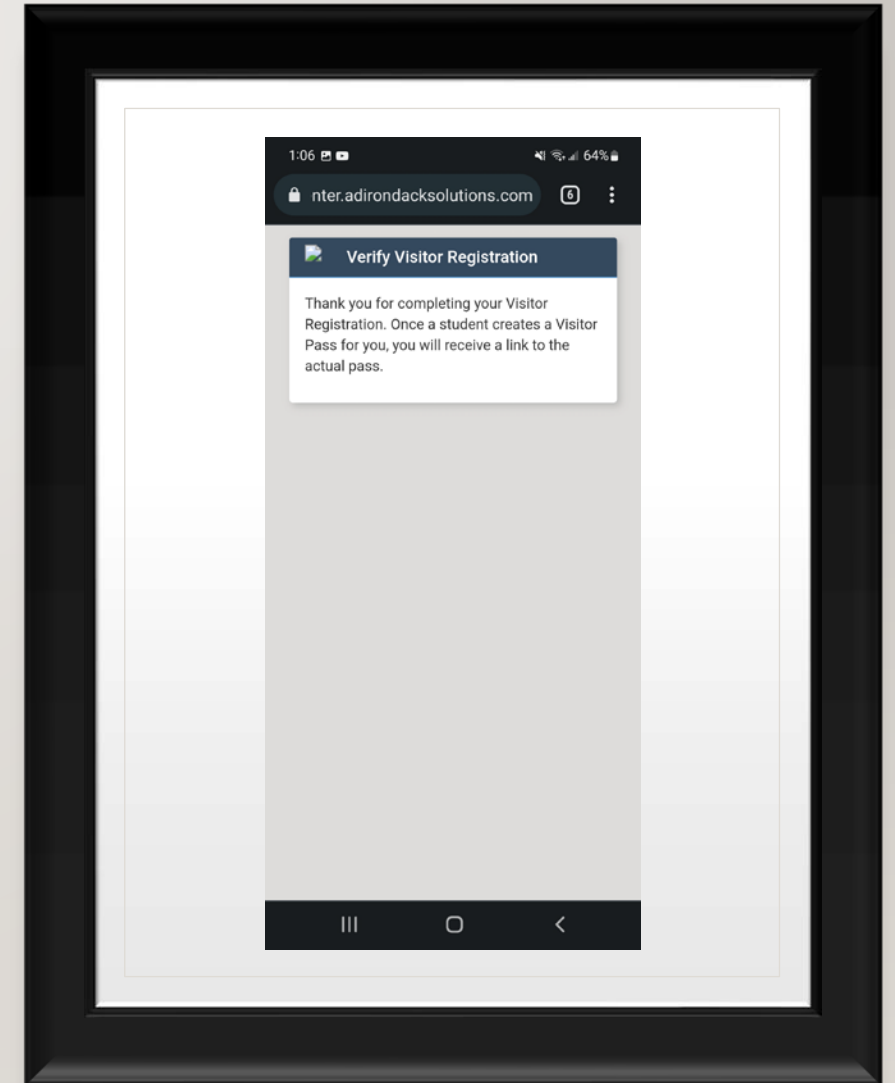 1:06 64%
nter.adirondacksolutions.com 6
Verify Visitor Registration
Thank you for completing your Visitor
Registration. Once a student creates a Visitor
Pass for you, you will receive a link to the
actual pass.